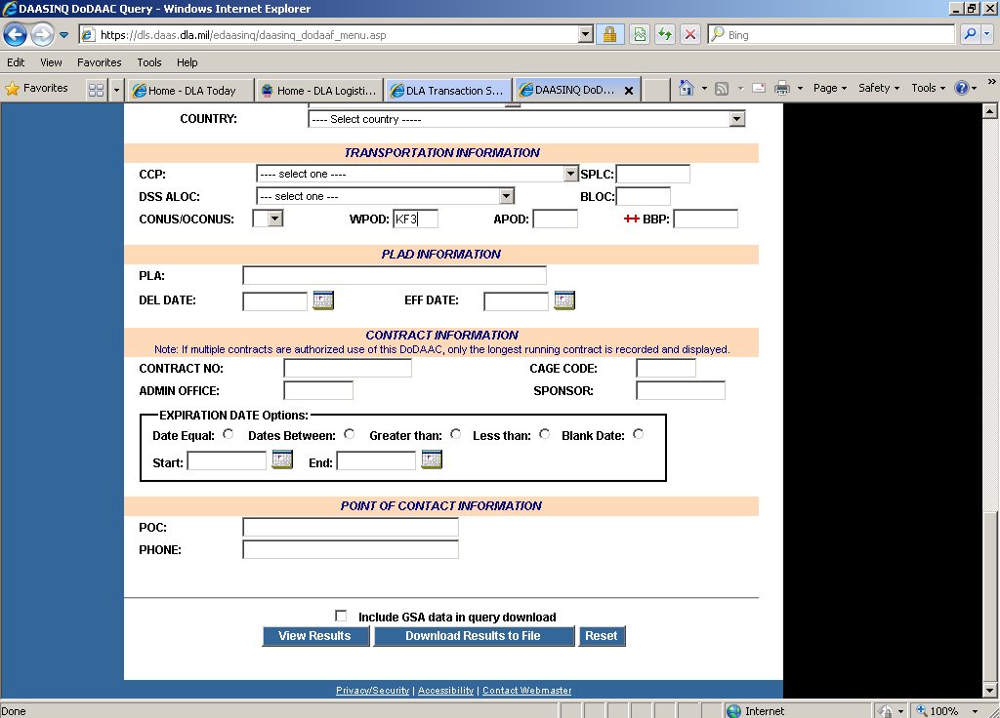 DAASINQ DoDAAC Query - Windows Internet Explorer
https://dls.daas.dla.mil/edaasinq/daasinq_dodaaf_menu.asp
Bing
Edit View Favorites Tools Help
Favorites Home - DLA Today Home - DLA Logisti... DLA Transaction S... DAASINQ DoD... Page Safety Tools
COUNTRY: ---- Select country -----
TRANSPORTATION INFORMATION
CCP: ---- select one ---- SPLC:
DSS ALOC: --- select one --- BLOC:
CONUS/OCONUS: WPOD: KF3 APOD: ++ BBP:
PLAD INFORMATION
PLA:
DEL DATE: EFF DATE:
CONTRACT INFORMATION
Note: If multiple contracts are authorized use of this DoDAAC, only the longest running contract is recorded and displayed.
CONTRACT NO: CAGE CODE:
ADMIN OFFICE: SPONSOR:
EXPIRATION DATE Options:
Date Equal: Dates Between: Greater than: Less than: Blank Date:
Start: End:
POINT OF CONTACT INFORMATION
POC:
PHONE:
Include GSA data in query download
View Results Download Results to File Reset
Privacy/Security | Accessibility | Contact Webmaster
Done Internet 100%